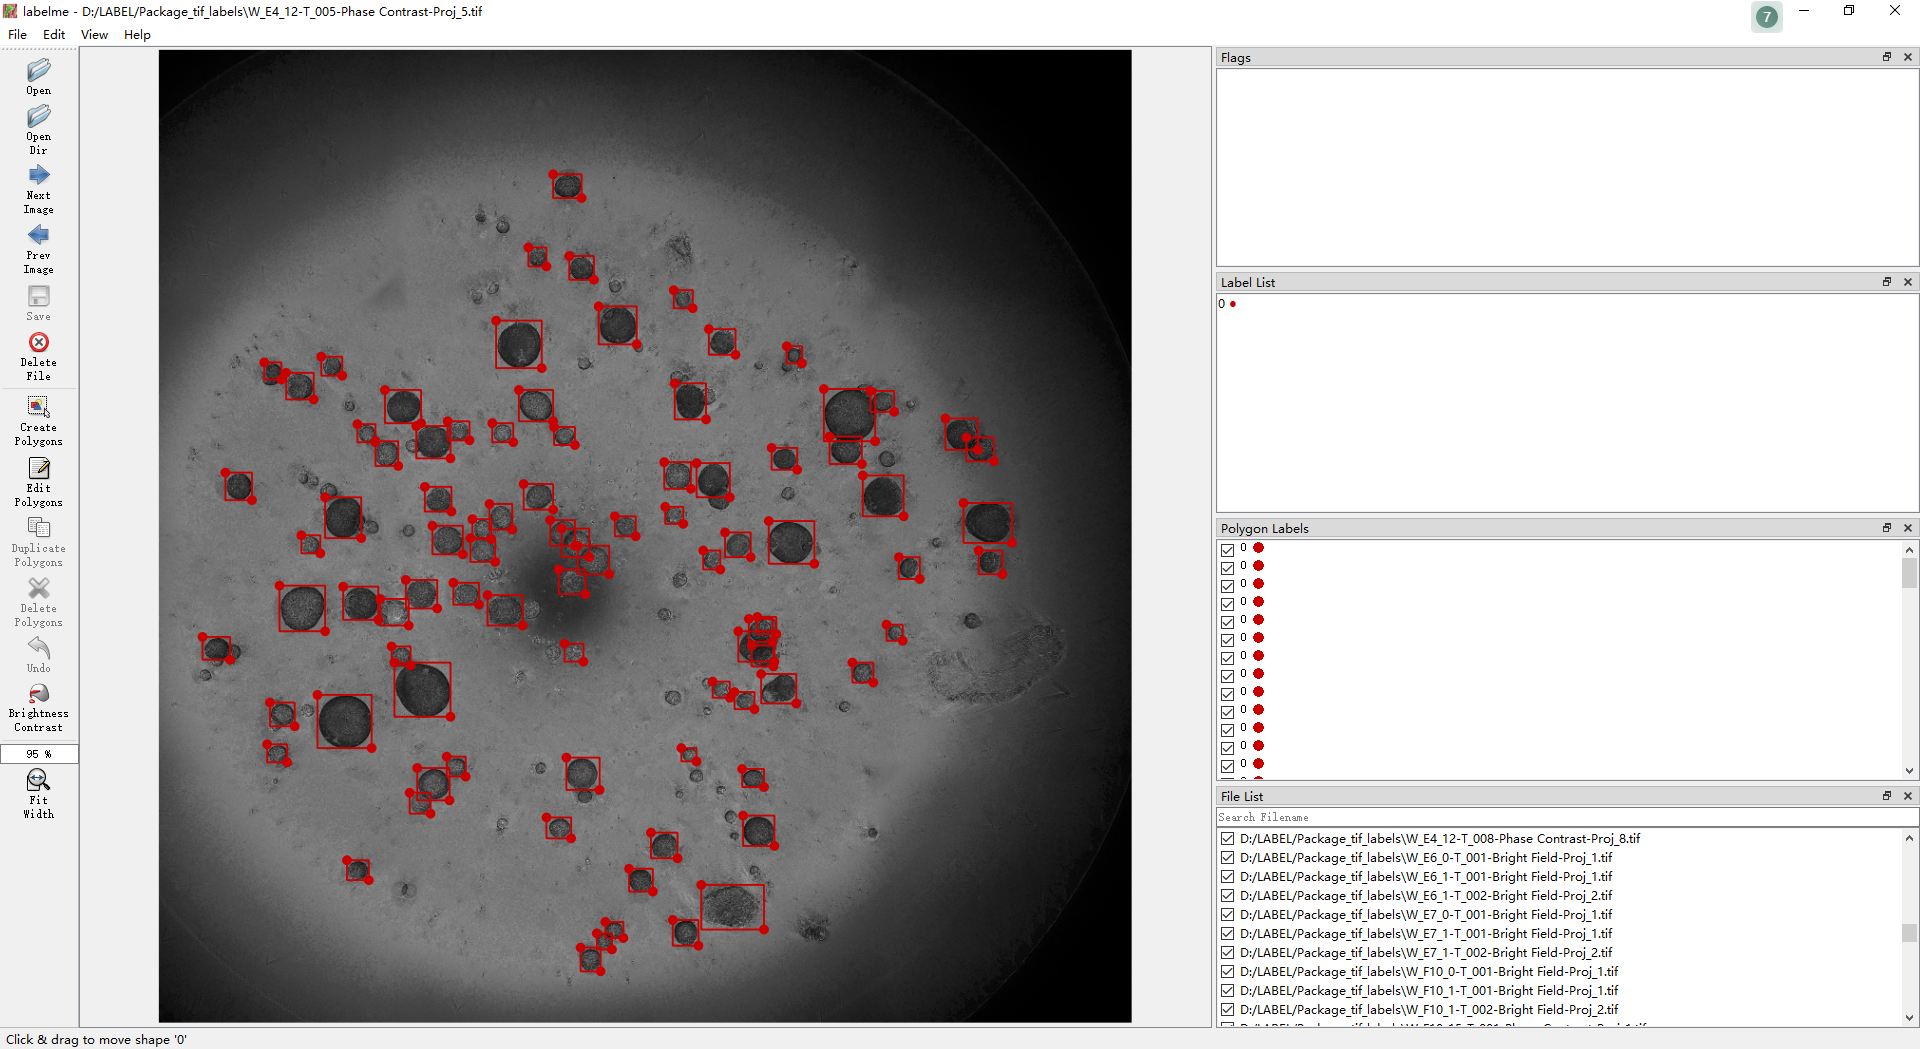 labelme - D:/LABEL/Package_tif_labels\W_E4_12-T_005-Phase Contrast-Proj_5.tif
7
File Edit View Help
Open
Open
Dir
Next
Image
Prev
Image
Save
Delete
File
Create
Polygons
Edit
Polygons
Duplicate
Polygons
Delete
Polygons
Undo
Brightness
Contrast
95 %
Fit
Width
Flags
Label List
0
Polygon Labels
0
0
0
0
0
0
0
0
0
0
0
0
0
File List
Search Filename
D:/LABEL/Package_tif_labels\W_E4_12-T_008-Phase Contrast-Proj_8.tif
D:/LABEL/Package_tif_labels\W_E6_0-T_001-Bright Field-Proj_1.tif
D:/LABEL/Package_tif_labels\W_E6_1-T_001-Bright Field-Proj_1.tif
D:/LABEL/Package_tif_labels\W_E6_1-T_002-Bright Field-Proj_2.tif
D:/LABEL/Package_tif_labels\W_E7_0-T_001-Bright Field-Proj_1.tif
D:/LABEL/Package_tif_labels\W_E7_1-T_001-Bright Field-Proj_1.tif
D:/LABEL/Package_tif_labels\W_E7_1-T_002-Bright Field-Proj_2.tif
D:/LABEL/Package_tif_labels\W_F10_0-T_001-Bright Field-Proj_1.tif
D:/LABEL/Package_tif_labels\W_F10_1-T_001-Bright Field-Proj_1.tif
D:/LABEL/Package_tif_labels\W_F10_1-T_002-Bright Field-Proj_2.tif
Click & drag to move shape '0'